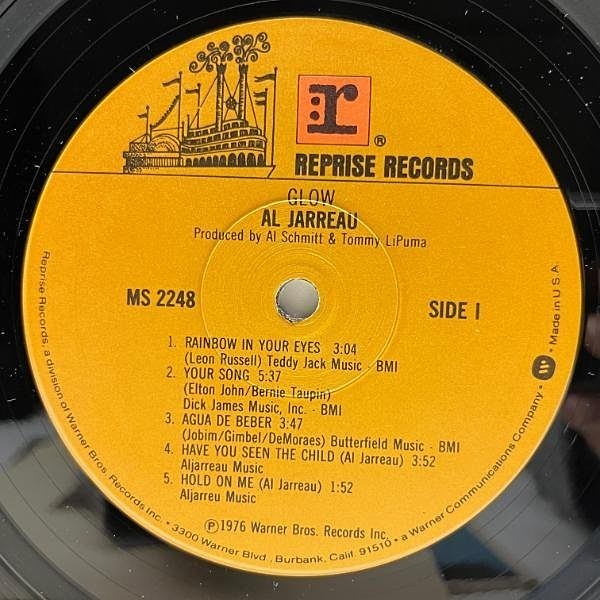 r
®
REPRISE RECORDS
GLOW
AL JARREAU
Produced by Al Schmitt & Tommy LiPuma
MS 2248
SIDE 1
1. RAINBOW IN YOUR EYES 3:04
(Leon Russell) Teddy Jack Music - BMI
2. YOUR SONG 5:37
(Elton John/Bernie Taupin)
Dick James Music, Inc. - BMI
3. AGUA DE BEBER 3:47
(Jobim/Gimbel/DeMoraes) Butterfield Music - BMI
4. HAVE YOU SEEN THE CHILD (Al Jarreau) 3:52
Aljarreau Music
5. HOLD ON ME (Al Jarreau) 1:52
Aljarreu Music
℗1976 Warner Bros. Records Inc.
Reprise Records, a division of Warner Bros. Records Inc. • 3300 Warner Blvd., Burbank, Calif. 91510 • a Warner Communications Company • W • Made in U.S.A.